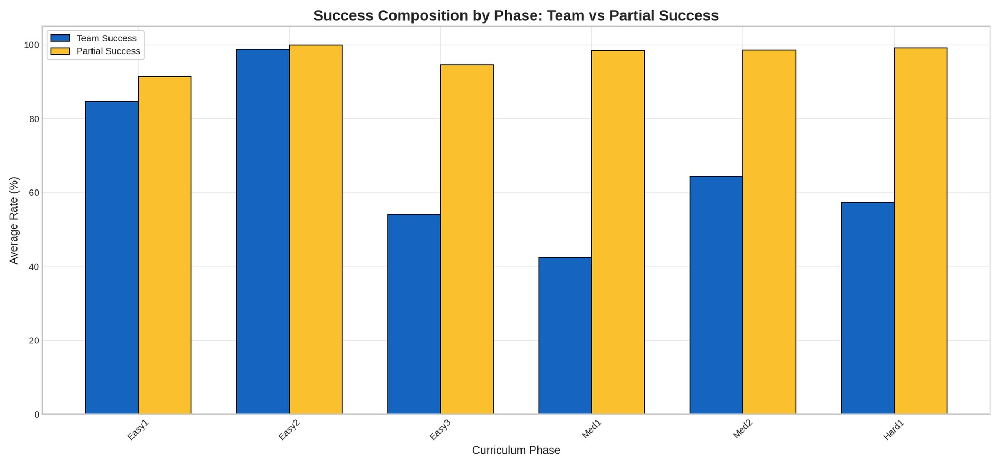 Success Composition by Phase: Team vs Partial Success
Team Success
Partial Success
Average Rate (%)
100
80
60
40
20
0
Easy1
Easy2
Easy3
Med1
Med2
Hard1
Curriculum Phase